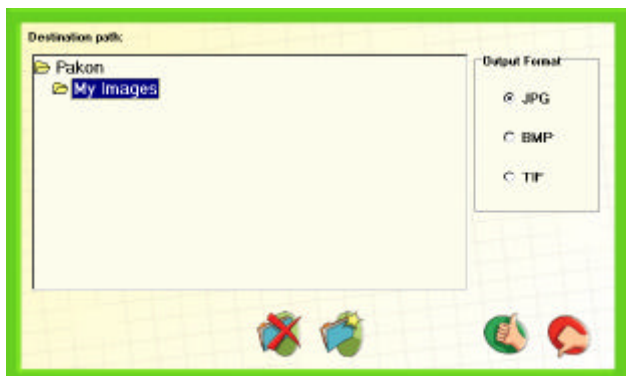 Destination path:
Pakon
My Images
Output Format
JPG
BMP
TIF